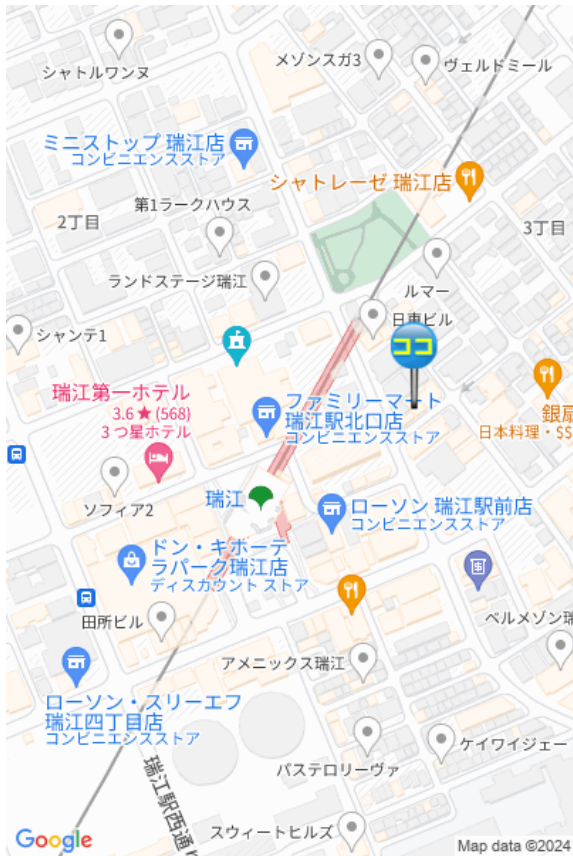 シャトルワンヌ
メゾンスガ3
ヴェルドミール
ミニストップ 瑞江店
コンビニエンスストア
シャトレーゼ 瑞江店
第1ラークハウス
2丁目
3丁目
ランドステージ瑞江
ルマー
日東ビル
シャンテ1
ココ
瑞江第一ホテル
3.6★(568)
3 つ星ホテル
ファミリーマート
瑞江駅北口店
コンビニエンスストア
銀扇
日本料理・$$
瑞江
ソフィア2
ローソン 瑞江駅前店
コンビニエンスストア
ドン・キホーテ
ラパーク瑞江店
ディスカウント ストア
田所ビル
ベルメゾン瑞
アメニックス瑞江
ローソン・スリーエフ
瑞江四丁目店
コンビニエンスストア
瑞江駅西通り
パステロリーヴァ
ケイワイジェー
スウィートヒルズ
Google
Map data ©2024